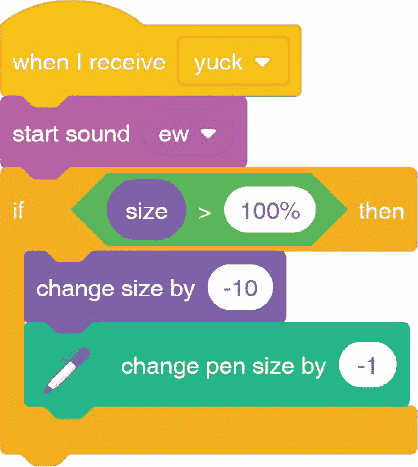 when I receive yuck
start sound ew
if size > 100% then
change size by -10
change pen size by -1